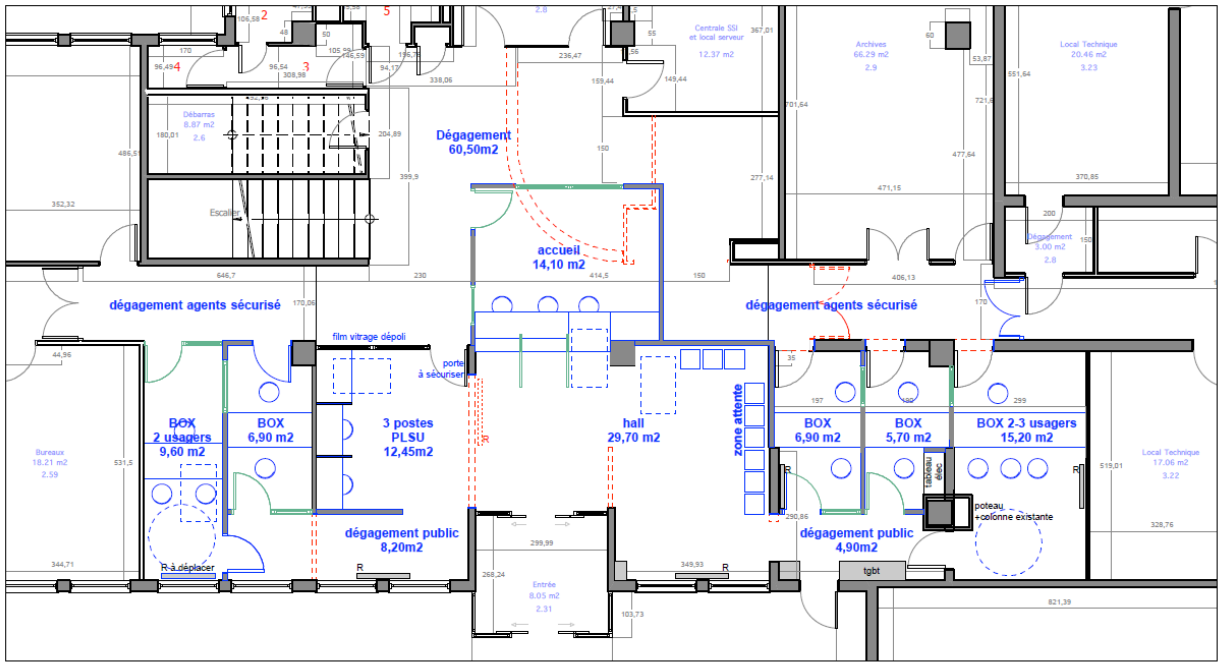 2
5
2.8
106,58
48
50
105,98
146,59
196,76
94,17
338,06
236,47
159,44
55
149,44
Centrale SSI
et local serveur
12.37 m2
367,01
Archives
66.29 m2
2.9
60
53,87
551,64
Local Technique
20.46 m2
3.23
170
96,49
4
96,54
3
308,98
701,64
721,6
Débarras
8.87 m2
2.6
180,01
204,89
Dégagement
60,50m2
150
486,5
399,9
277,14
477,64
471,15
370,85
352,32
Escalier
200
Dégagement
3.00 m2
2.8
150
accueil
14,10 m2
646,7
230
414,5
150
406,13
170,06
170
dégagement agents sécurisé
dégagement agents sécurisé
film vitrage dépoli
44,96
porte
à sécuriser
35
197
180
299
zone attente
BOX
2 usagers
9,60 m2
BOX
6,90 m2
3 postes
PLSU
12,45m2
R
hall
29,70 m2
BOX
6,90 m2
BOX
5,70 m2
BOX 2-3 usagers
15,20 m2
Bureaux
18.21 m2
2.59
531,5
R
tableau
élec
R
519,01
Local Technique
17.06 m2
3.22
poteau
+colonne existante
290,86
328,76
dégagement public
8,20m2
dégagement public
4,90m2
299,99
344,71
R à déplacer
R
268,24
349,93
R
tgbt
Entrée
8.05 m2
2.31
103,73
821,39